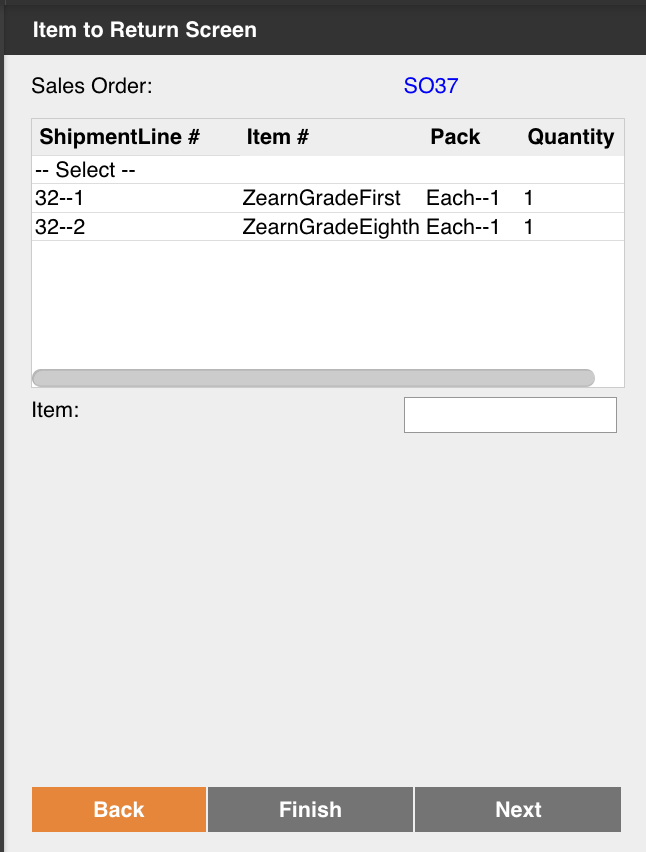 Item to Return Screen
Sales Order: SO37
ShipmentLine # Item # Pack Quantity
-- Select --
32--1 ZearnGradeFirst Each--1 1
32--2 ZearnGradeEighth Each--1 1
Item:
Back Finish Next